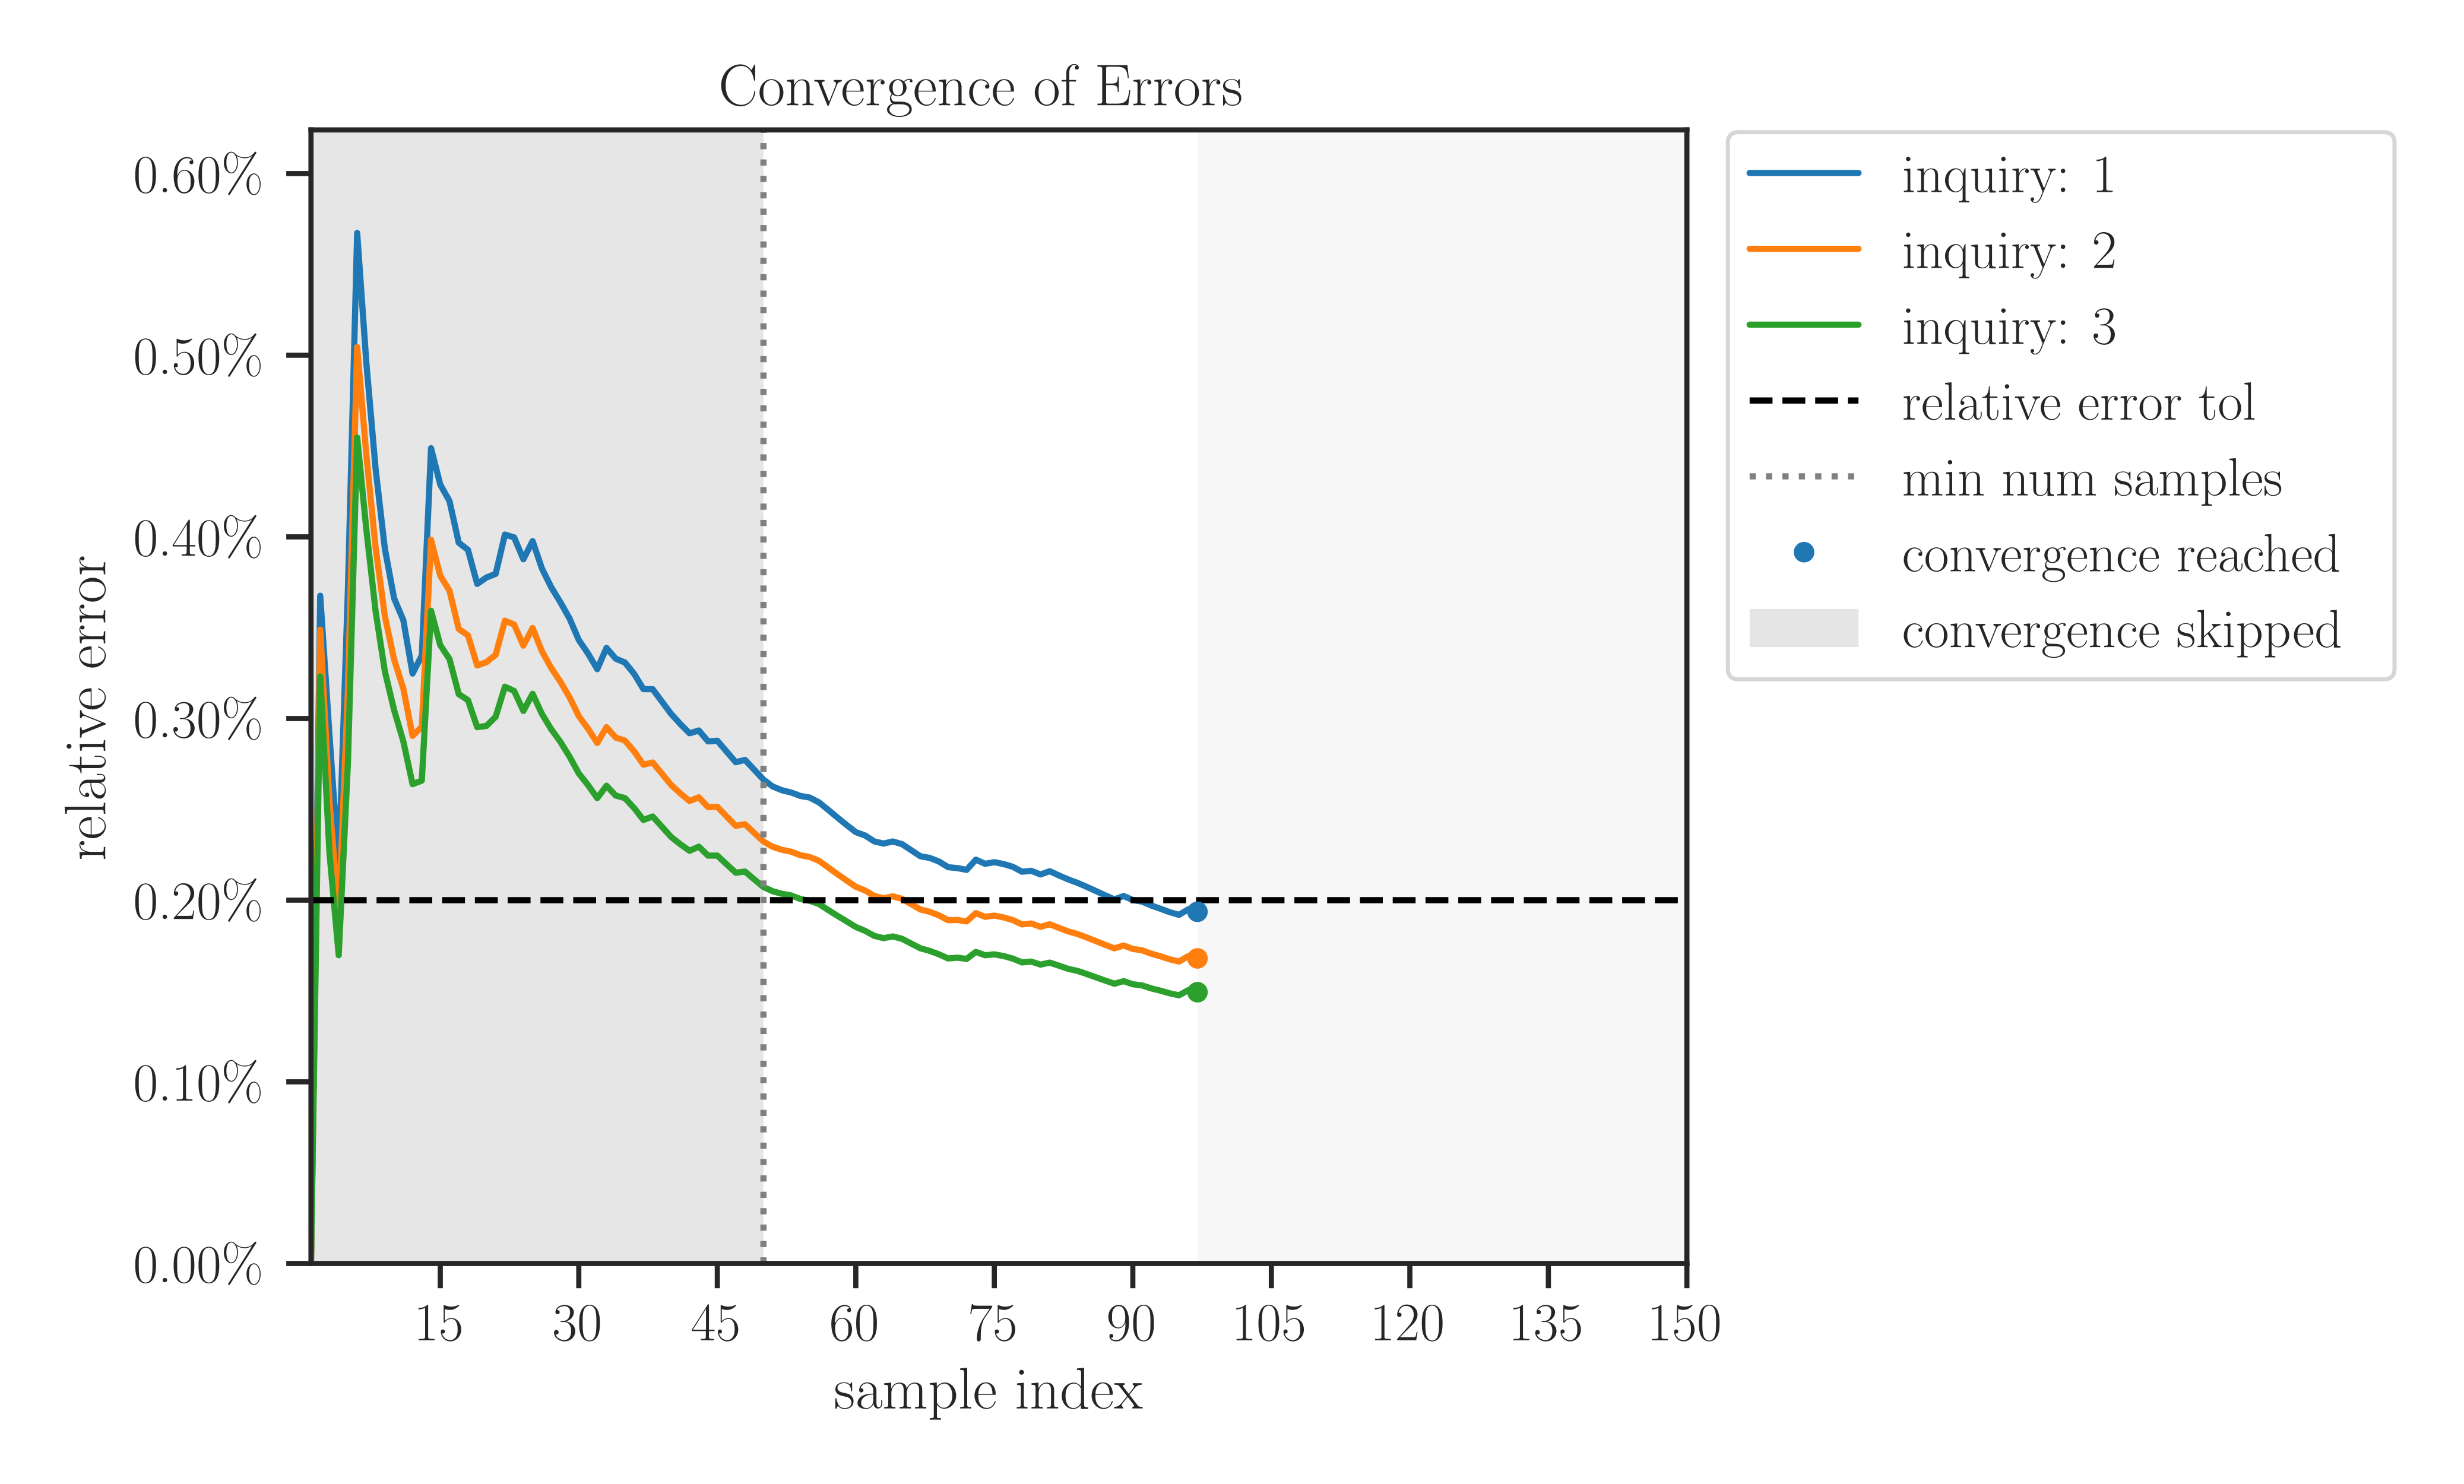 Convergence of Errors
relative error
0.60%
0.50%
0.40%
0.30%
0.20%
0.10%
0.00%
15 30 45 60 75 90 105 120 135 150
sample index
inquiry: 1
inquiry: 2
inquiry: 3
relative error tol
min num samples
convergence reached
convergence skipped